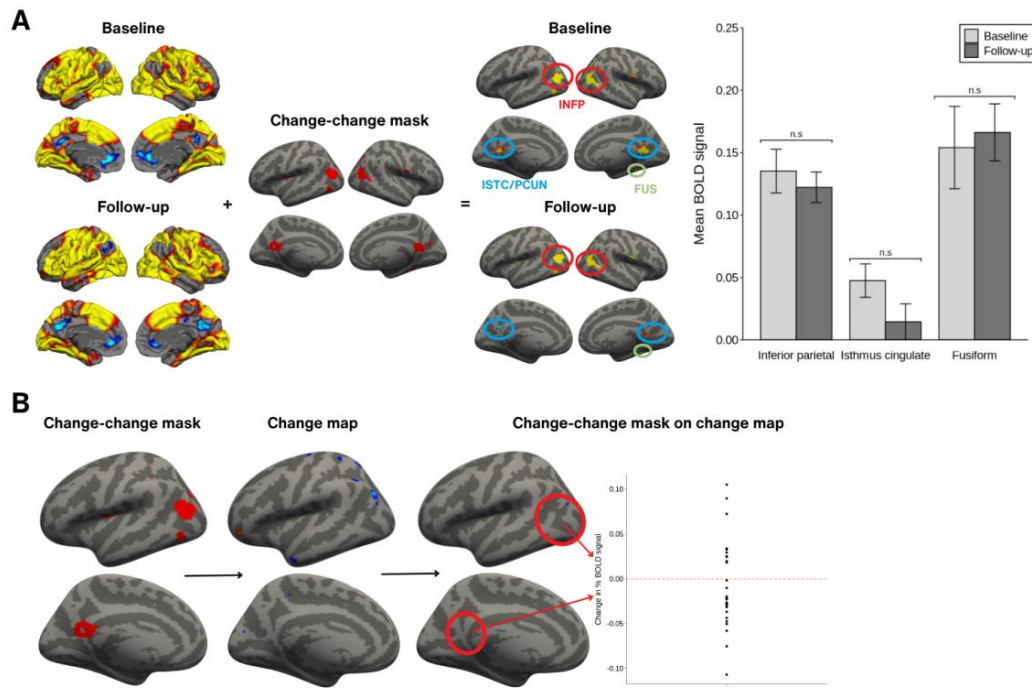 A
Baseline
Follow-up
+
Change-change mask
=
Baseline
INFP
ISTC/PCUN
FUS
Follow-up
Mean BOLD signal
0.25
0.20
0.15
0.10
0.05
0.00
Baseline
Follow-up
n.s
n.s
n.s
Inferior parietal
Isthmus cingulate
Fusiform
B
Change-change mask
Change map
Change-change mask on change map
Change in % BOLD signal
0.10
0.05
0.00
-0.05
-0.10